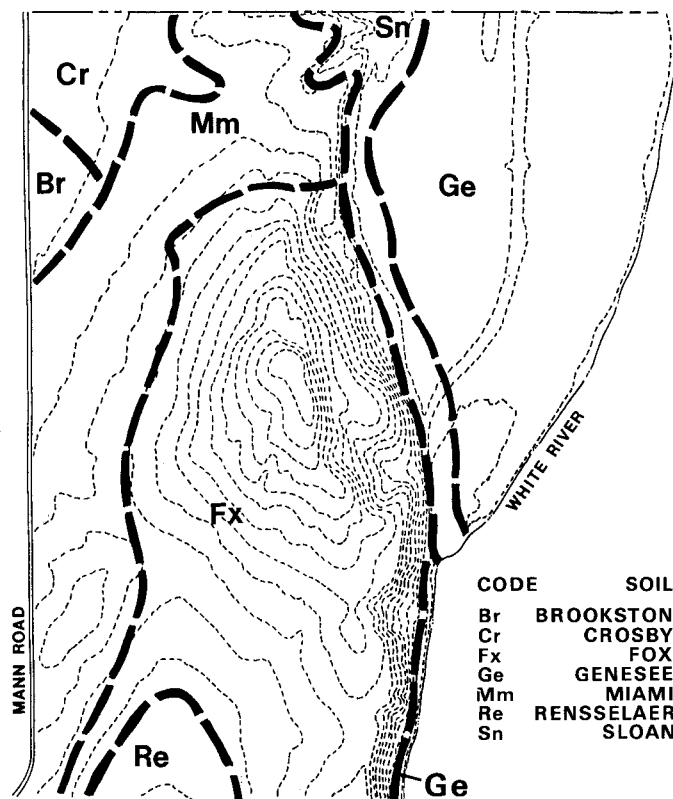 Sn
Cr
Mm
Br
Ge
Fx
WHITE RIVER
MANN ROAD
Re
Ge
CODE SOIL
Br BROOKSTON
Cr CROSBY
Fx FOX
Ge GENESEE
Mm MIAMI
Re RENSSELAER
Sn SLOAN